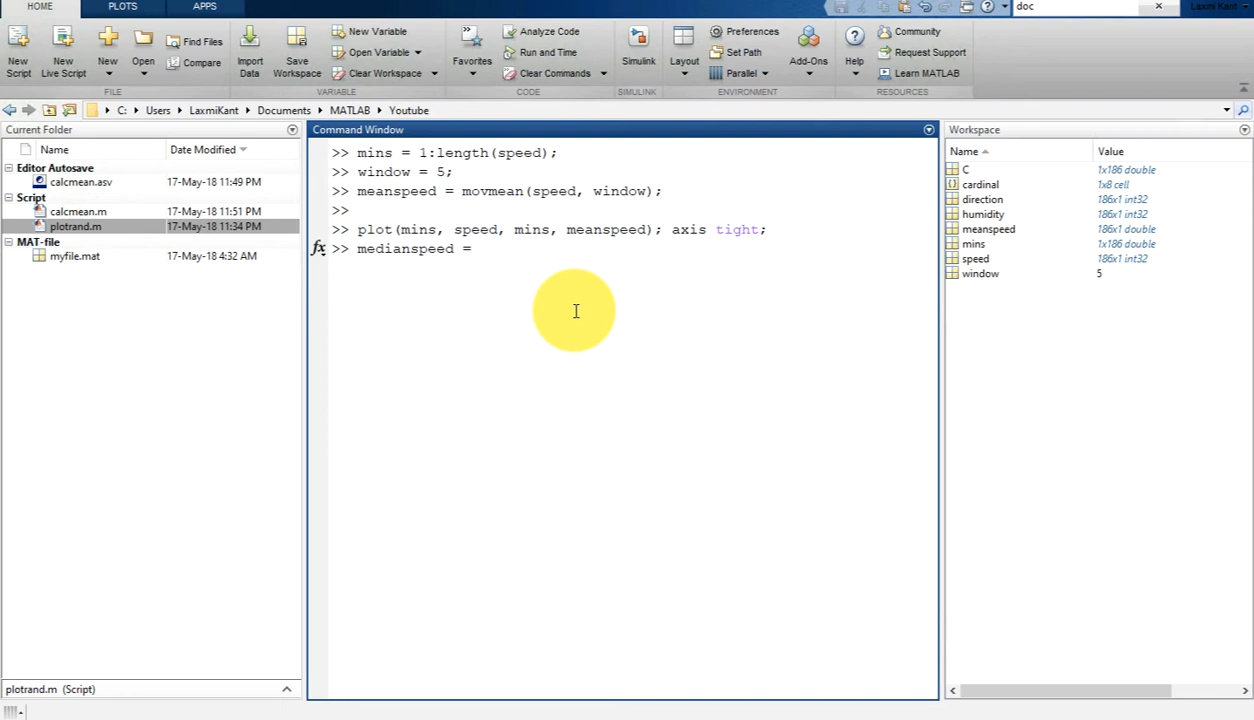 HOME PLOTS APPS doc Laxmi Kant
New Script New Live Script New Open Find Files Compare Import Data Save Workspace New Variable Open Variable Clear Workspace Favorites Analyze Code Run and Time Clear Commands Simulink Layout Preferences Set Path Parallel Add-Ons Help Community Request Support Learn MATLAB
FILE VARIABLE CODE SIMULINK ENVIRONMENT RESOURCES
C: Users LaxmiKant Documents MATLAB Youtube
Current Folder
Name Date Modified
Editor Autosave
calcmean.asv 17-May-18 11:49 PM
Script
calcmean.m 17-May-18 11:51 PM
plotrand.m 17-May-18 11:34 PM
MAT-file
myfile.mat 17-May-18 4:32 AM
plotrand.m (Script)
Command Window
>> mins = 1:length(speed);
>> window = 5;
>> meanspeed = movmean(speed, window);
>>
>> plot(mins, speed, mins, meanspeed); axis tight;
fx >> medianspeed =
Workspace
Name Value
C 1x186 double
cardinal 1x8 cell
direction 186x1 int32
humidity 186x1 int32
meanspeed 186x1 double
mins 1x186 double
speed 186x1 int32
window 5